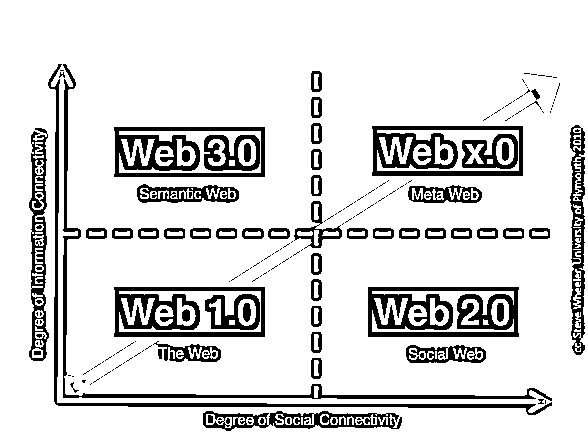 Web 3.0
Semantic Web
Web x.0
Meta Web
Web 1.0
The Web
Web 2.0
Social Web
Degree of Information Connectivity
Degree of Social Connectivity
cc Steve Wheeler, University of Plymouth, 2010